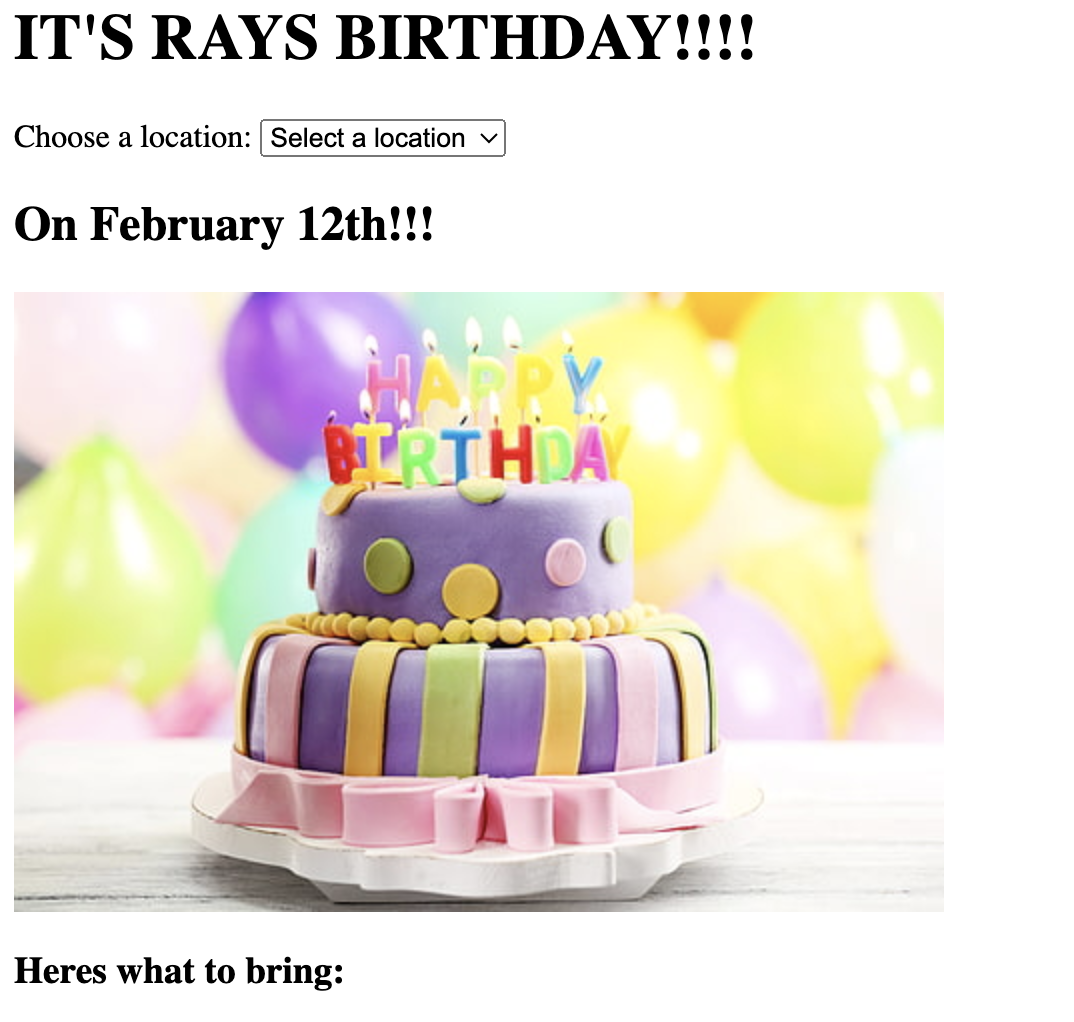 IT'S RAYS BIRTHDAY!!!!
Choose a location: Select a location
On February 12th!!!
HAPPY
BIRTHDAY
Heres what to bring: